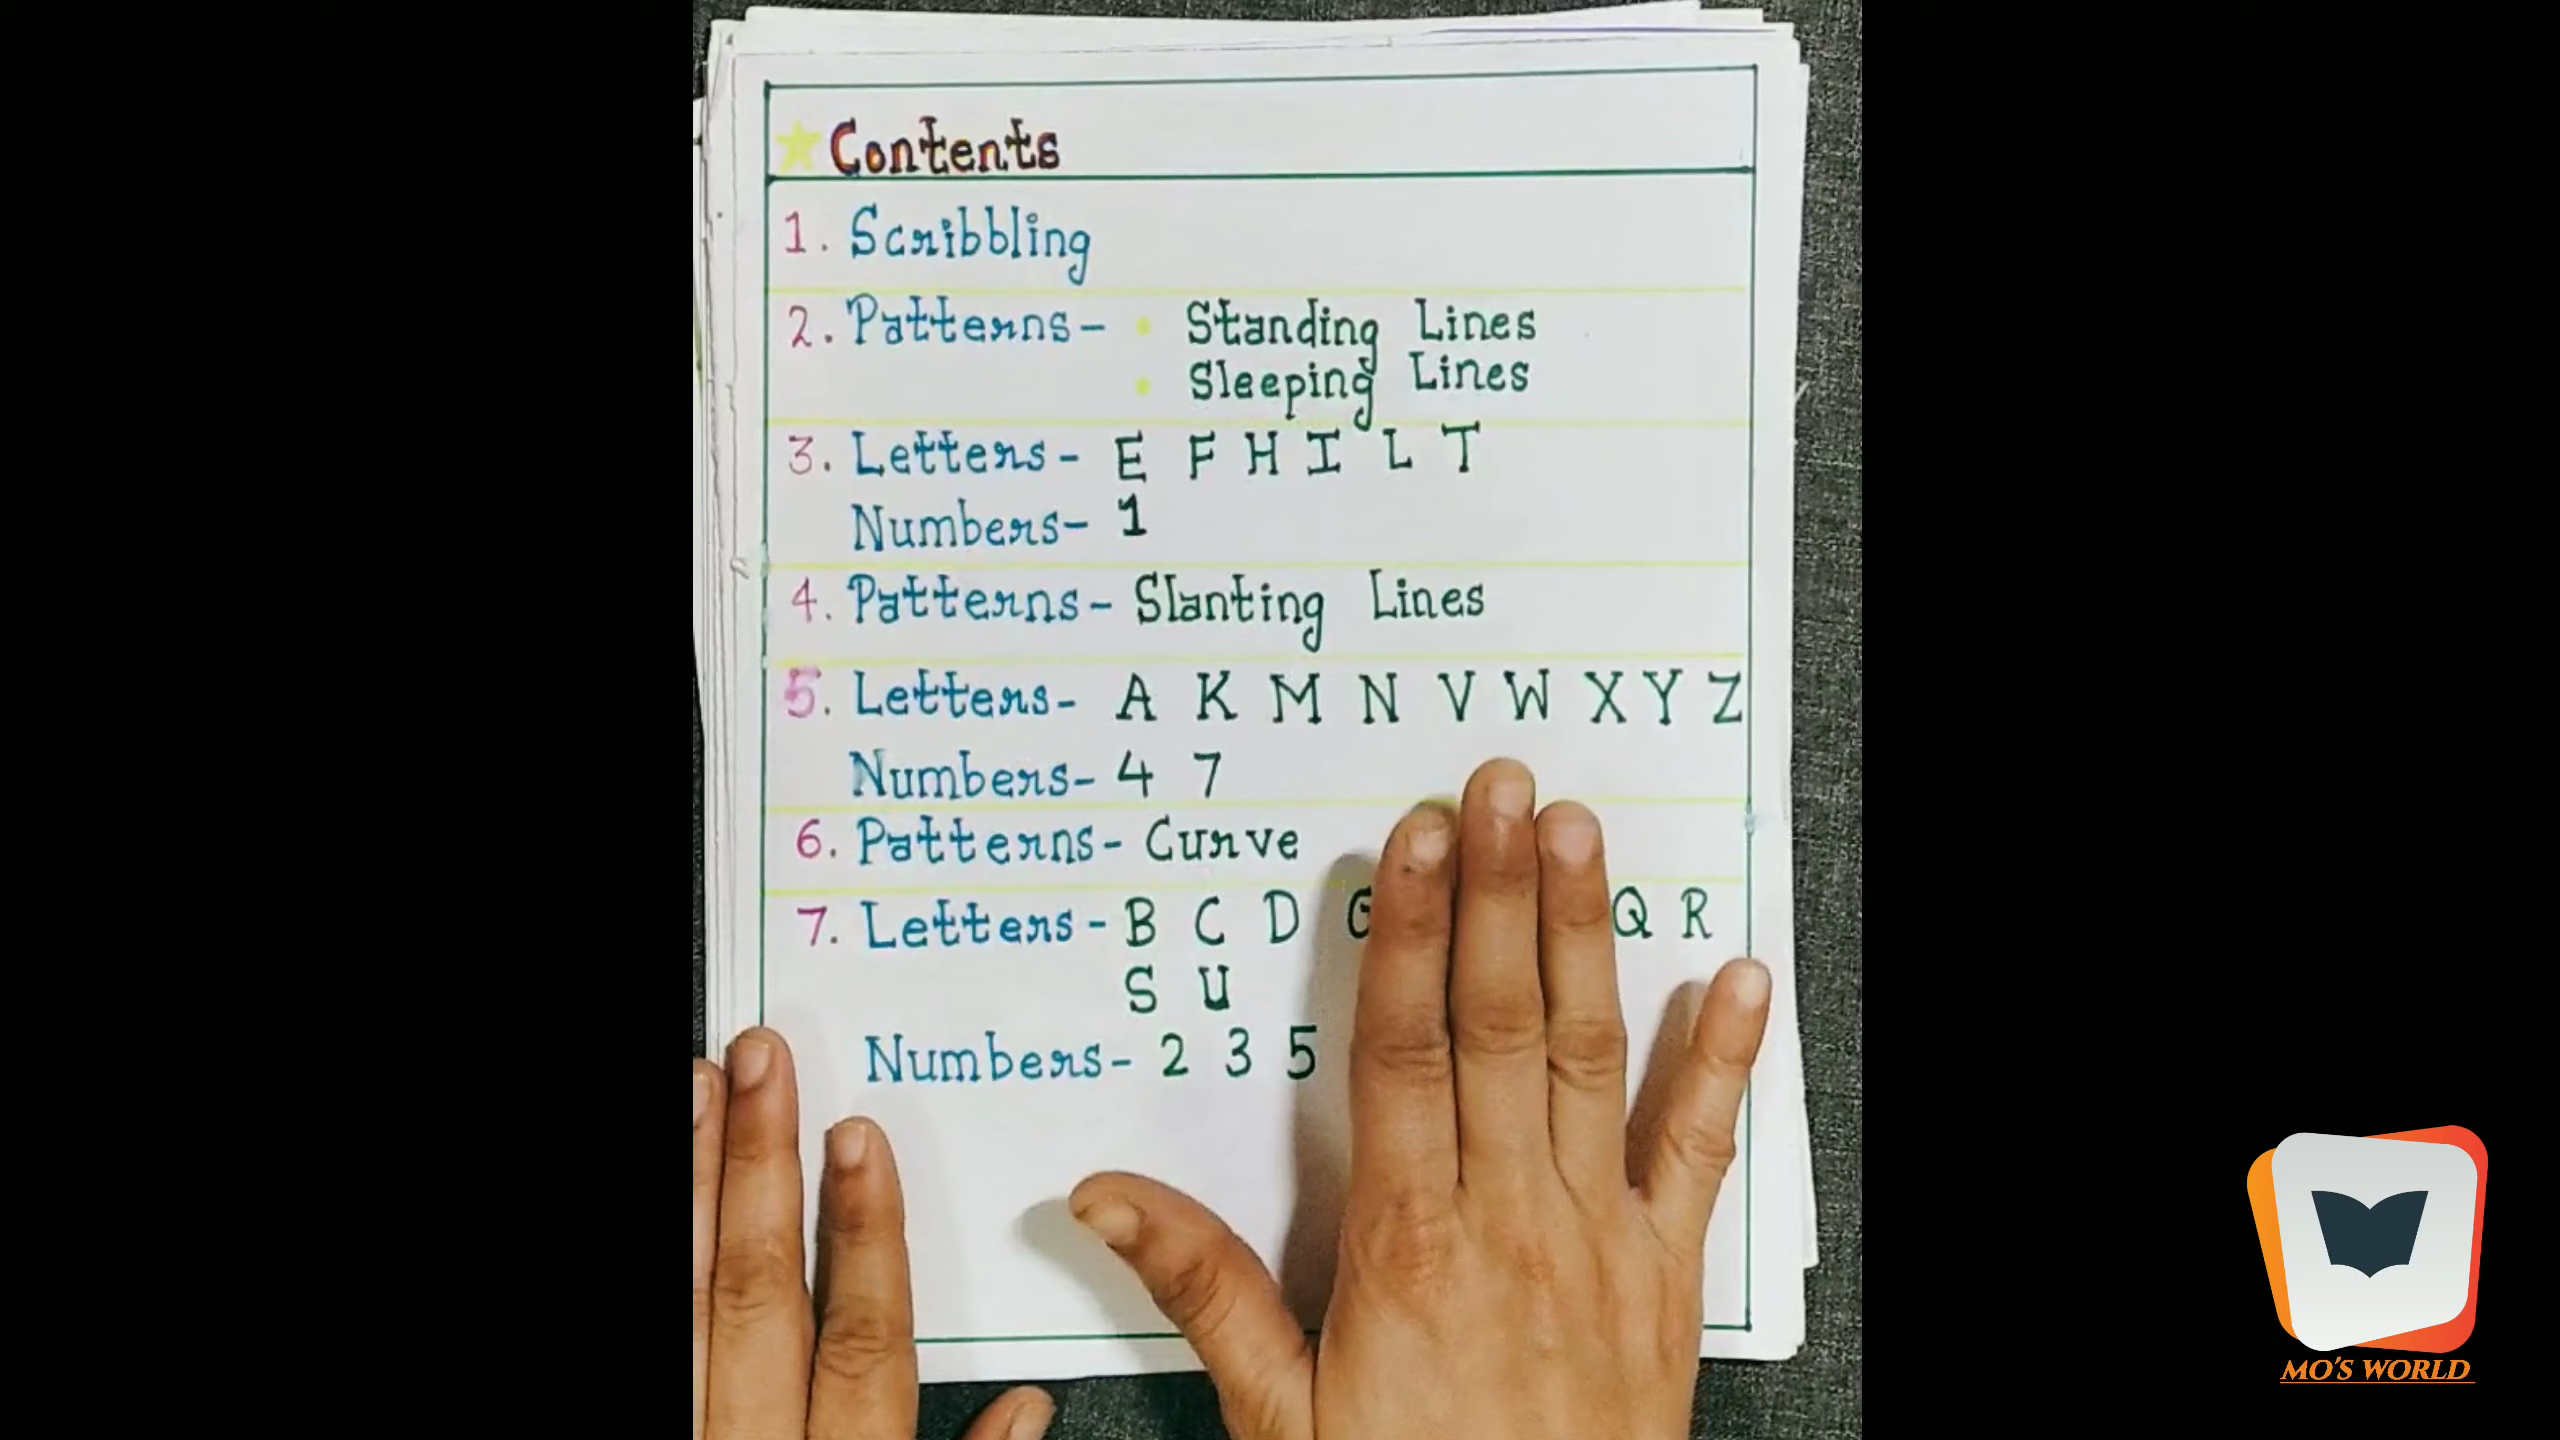 Contents
1. Scribbling
2. Patterns- • Standing Lines
• Sleeping Lines
3. Letters- E F H I L T
Numbers- 1
4. Patterns- Slanting Lines
5. Letters- A K M N V W X Y Z
Numbers- 4 7
6. Patterns- Curve
7. Letters- B C D G Q R
S U
Numbers- 2 3 5
MO'S WORLD